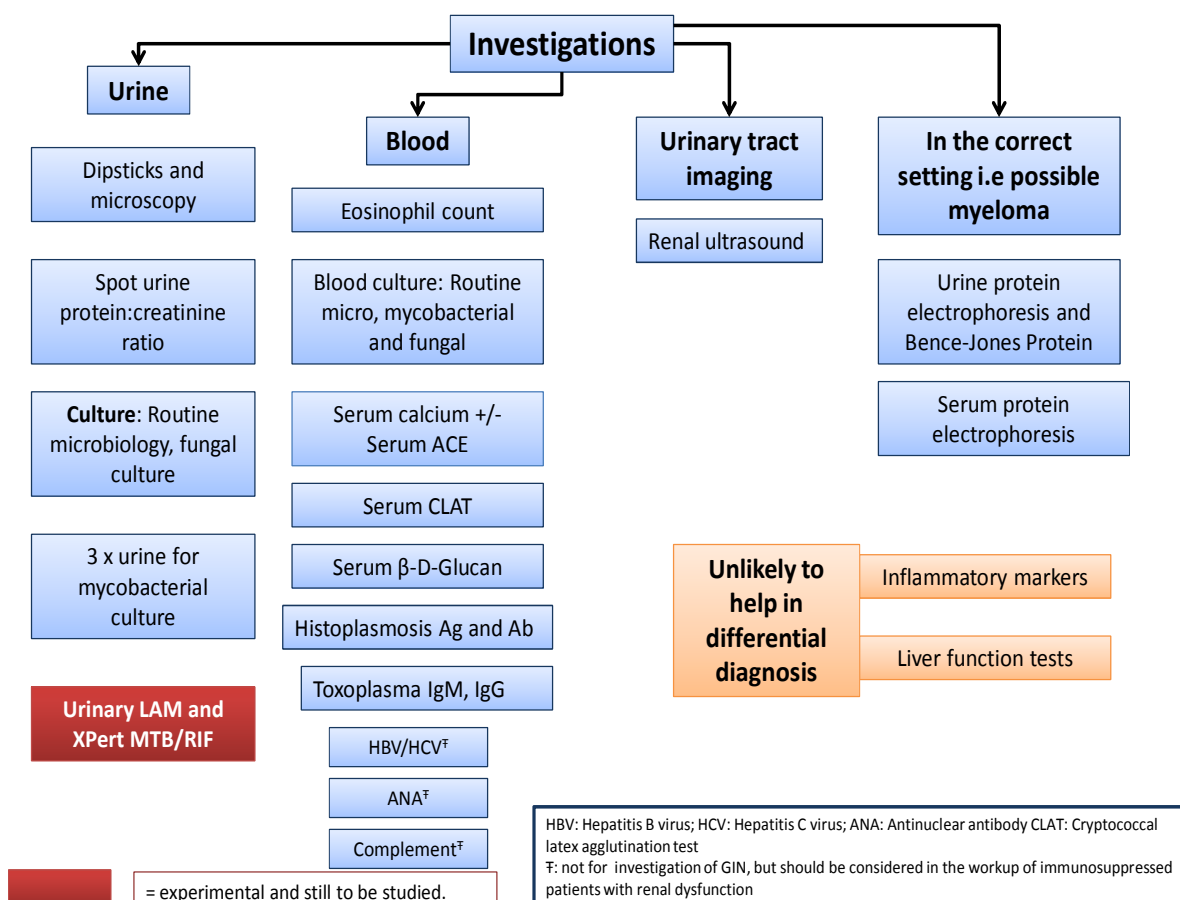 Investigations
Urine
Dipsticks and
microscopy
Spot urine
protein:creatinine
ratio
Culture: Routine
microbiology, fungal
culture
3 x urine for
mycobacterial
culture
Urinary LAM and
XPert MTB/RIF
Blood
Eosinophil count
Blood culture: Routine
micro, mycobacterial
and fungal
Serum calcium +/-
Serum ACE
Serum CLAT
Serum β-D-Glucan
Histoplasmosis Ag and Ab
Toxoplasma IgM, IgG
HBV/HCVŦ
ANAŦ
ComplementŦ
Urinary tract
imaging
Renal ultrasound
In the correct
setting i.e possible
myeloma
Urine protein
electrophoresis and
Bence-Jones Protein
Serum protein
electrophoresis
Unlikely to
help in
differential
diagnosis
Inflammatory markers
Liver function tests
= experimental and still to be studied.
HBV: Hepatitis B virus; HCV: Hepatitis C virus; ANA: Antinuclear antibody CLAT: Cryptococcal
latex agglutination test
Ŧ: not for investigation of GIN, but should be considered in the workup of immunosuppressed
patients with renal dysfunction